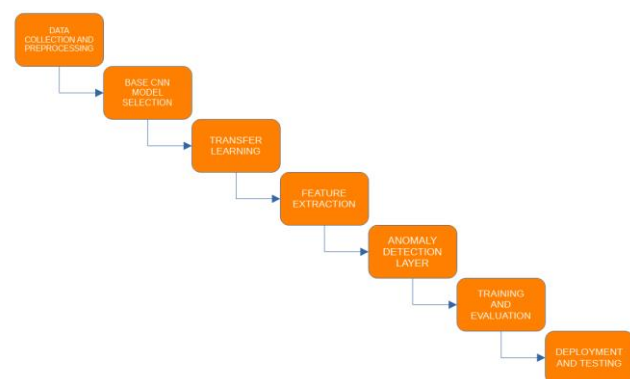 DATA
COLLECTION AND
PREPROCESSING
BASE CNN
MODEL
SELECTION
TRANSFER
LEARNING
FEATURE
EXTRACTION
ANOMALY
DETECTION
LAYER
TRAINING
AND
EVALUATION
DEPLOYMENT
AND TESTING